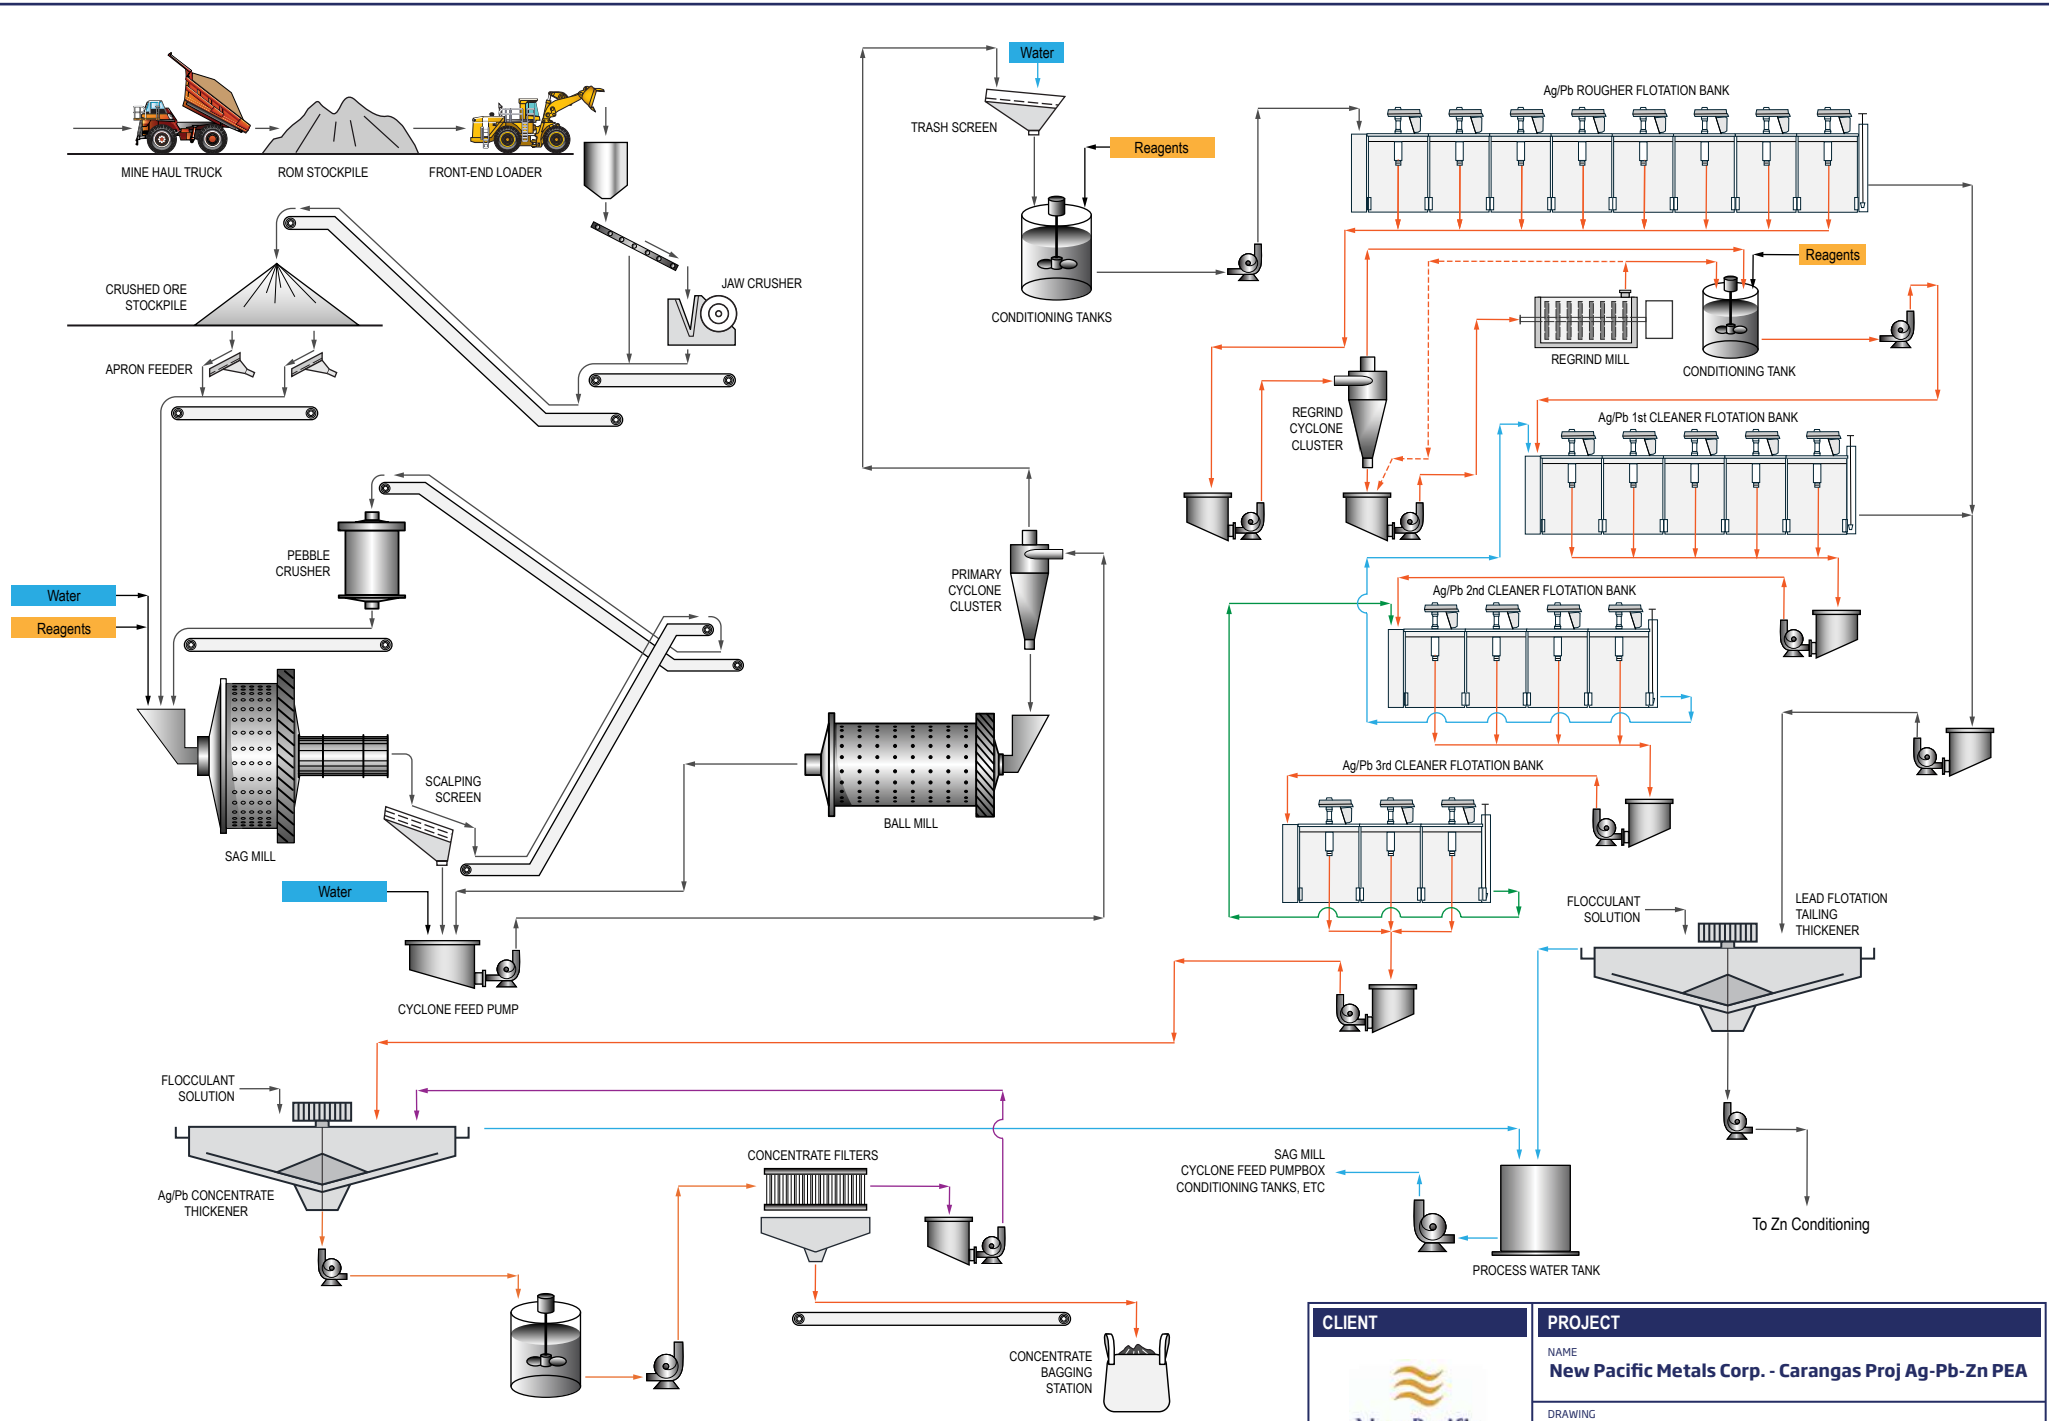 Water
Ag/Pb ROUGHER FLOTATION BANK
TRASH SCREEN
Reagents
MINE HAUL TRUCK
ROM STOCKPILE
FRONT-END LOADER
Reagents
JAW CRUSHER
CRUSHED ORE
STOCKPILE
CONDITIONING TANKS
REGRIND MILL
CONDITIONING TANK
APRON FEEDER
REGRIND
CYCLONE
CLUSTER
Ag/Pb 1st CLEANER FLOTATION BANK
PEBBLE
CRUSHER
PRIMARY
CYCLONE
CLUSTER
Ag/Pb 2nd CLEANER FLOTATION BANK
Water
Reagents
SCALPING
SCREEN
Ag/Pb 3rd CLEANER FLOTATION BANK
BALL MILL
SAG MILL
Water
FLOCCULANT
SOLUTION
LEAD FLOTATION
TAILING
THICKENER
CYCLONE FEED PUMP
FLOCCULANT
SOLUTION
CONCENTRATE FILTERS
SAG MILL
CYCLONE FEED PUMPBOX
CONDITIONING TANKS, ETC
Ag/Pb CONCENTRATE
THICKENER
To Zn Conditioning
PROCESS WATER TANK
CONCENTRATE
BAGGING
STATION
CLIENT
PROJECT
NAME
New Pacific Metals Corp. - Carangas Proj Ag-Pb-Zn PEA
DRAWING